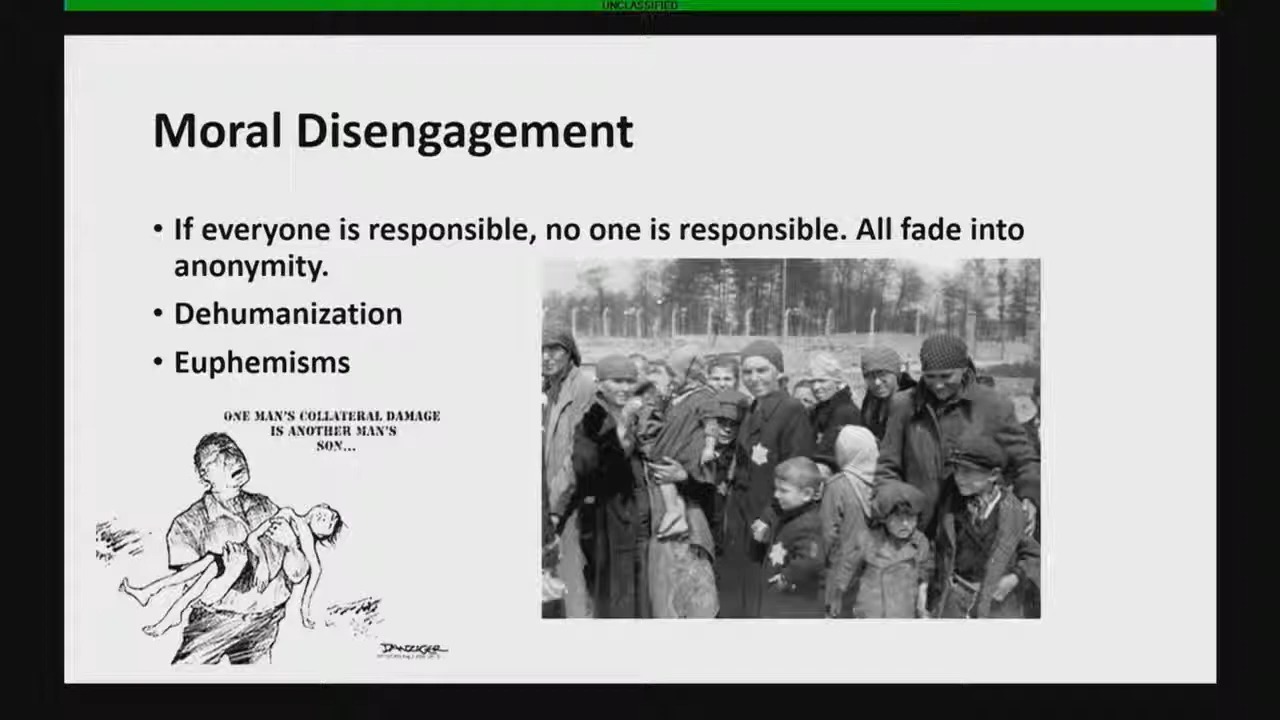 UNCLASSIFIED
Moral Disengagement
• If everyone is responsible, no one is responsible. All fade into
anonymity.
• Dehumanization
• Euphemisms
ONE MAN'S COLLATERAL DAMAGE
IS ANOTHER MAN'S
SON...
DANZIGER